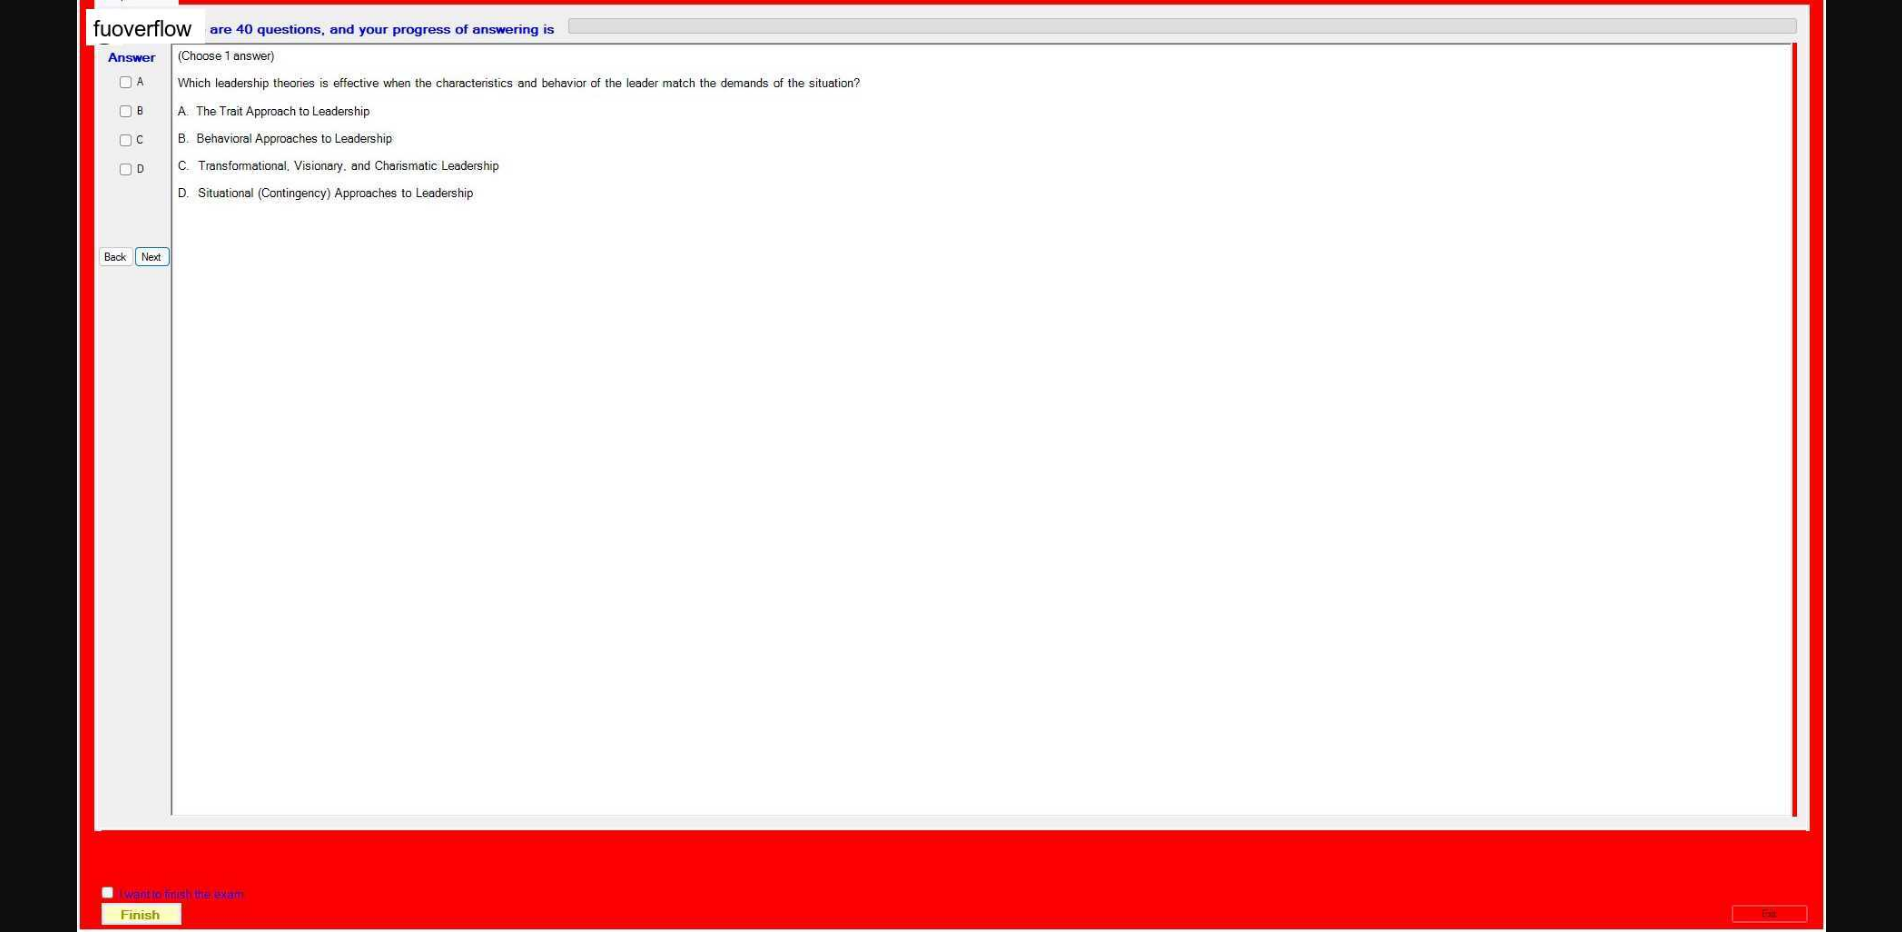 fuoverflow are 40 questions, and your progress of answering is
Answer
(Choose 1 answer)
A
Which leadership theories is effective when the characteristics and behavior of the leader match the demands of the situation?
B
A. The Trait Approach to Leadership
C
B. Behavioral Approaches to Leadership
D
C. Transformational, Visionary, and Charismatic Leadership
D. Situational (Contingency) Approaches to Leadership
Back Next
I want to finish the exam
Finish
Exit